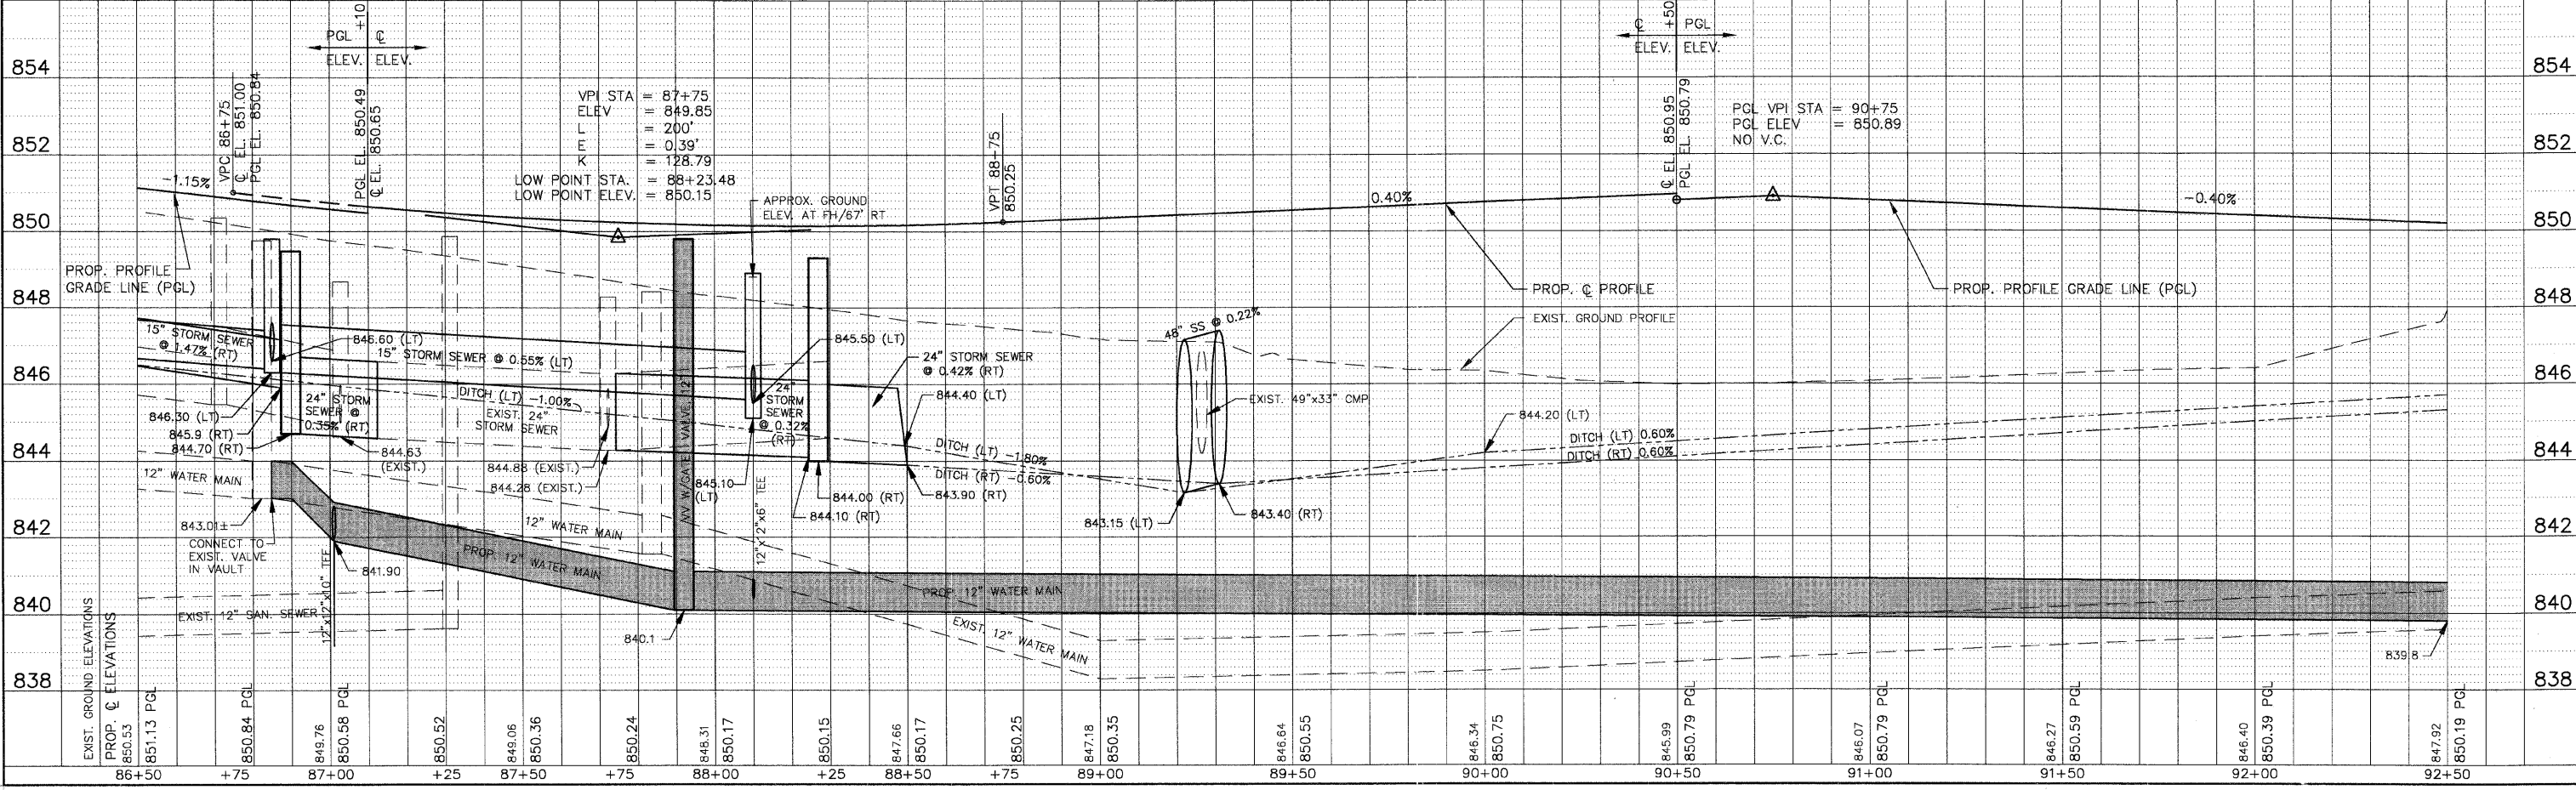 PGL +10 ℄
ELEV. ELEV.
℄ +50 PGL
ELEV. ELEV.
854
852
850
848
846
844
842
840
838
854
852
850
848
846
844
842
840
838
VPC 86+75
℄ EL. 851.00
PGL EL. 850.84
PGL EL. 850.49
℄ EL. 850.65
VPI STA = 87+75
ELEV = 849.85
L = 200'
E = 0.39'
K = 128.79
LOW POINT STA. = 88+23.48
LOW POINT ELEV. = 850.15
VPT 88-75
850.25
℄ EL 850.95
PGL EL 850.79
PGL VPI STA = 90+75
PGL ELEV = 850.89
NO V.C.
-1.15%
0.40%
-0.40%
APPROX. GROUND
ELEV. AT FH/67' RT
PROP. PROFILE
GRADE LINE (PGL)
PROP. ℄ PROFILE
PROP. PROFILE GRADE LINE (PGL)
EXIST. GROUND PROFILE
15" STORM SEWER
@ 1.47% (RT)
846.60 (LT)
15" STORM SEWER @ 0.55% (LT)
845.50 (LT)
24" STORM SEWER
@ 0.42% (RT)
48" SS @ 0.22%
846.30 (LT)
845.9 (RT)
844.70 (RT)
24" STORM
SEWER @
0.35% (RT)
844.63
(EXIST.)
DITCH (LT) -1.00%
EXIST. 24"
STORM SEWER
844.88 (EXIST.)
844.28 (EXIST.)
24"
STORM
SEWER
@ 0.32%
(RT)
844.40 (LT)
EXIST. 49"x33" CMP
844.20 (LT)
DITCH (LT) -1.80%
DITCH (RT) -0.60%
DITCH (LT) 0.60%
DITCH (RT) 0.60%
845.10
(LT)
844.00 (RT)
844.10 (RT)
843.90 (RT)
843.15 (LT)
843.40 (RT)
12" WATER MAIN
843.01±
CONNECT TO
EXIST. VALVE
IN VAULT
12"x12"x10" TEE
841.90
12" WATER MAIN
PROP. 12" WATER MAIN
VV W/GATE VALVE, 12"
12"x12"x6" TEE
840.1
PROP. 12" WATER MAIN
EXIST. 12" WATER MAIN
EXIST. 12" SAN. SEWER
839.8
EXIST. GROUND ELEVATIONS
PROP. ℄ ELEVATIONS
850.53
851.13 PGL
850.84 PGL
849.76
850.58 PGL
850.52
849.06
850.36
850.24
848.31
850.17
850.15
847.66
850.17
850.25
847.18
850.35
846.64
850.55
846.34
850.75
845.99
850.79 PGL
846.07
850.79 PGL
846.27
850.59 PGL
846.40
850.39 PGL
847.92
850.19 PGL
86+50 +75 87+00 +25 87+50 +75 88+00 +25 88+50 +75 89+00 89+50 90+00 90+50 91+00 91+50 92+00 92+50